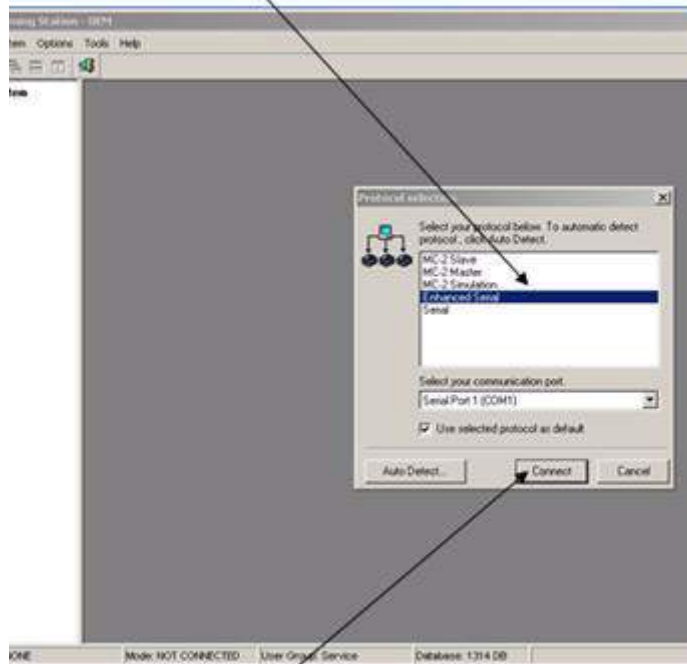 Station - OEM
Options Tools Help
Protocol selection
Select your protocol below. To automatic detect
protocol, click Auto Detect.
MC-2 Slave
MC-2 Master
MC-2 Simulation
Enhanced Serial
Serial
Select your communication port.
Serial Port 1 (COM1)
Use selected protocol as default
Auto Detect...
Connect
Cancel
Mode: NOT CONNECTED
User Group: Service
Database: 1314 DB